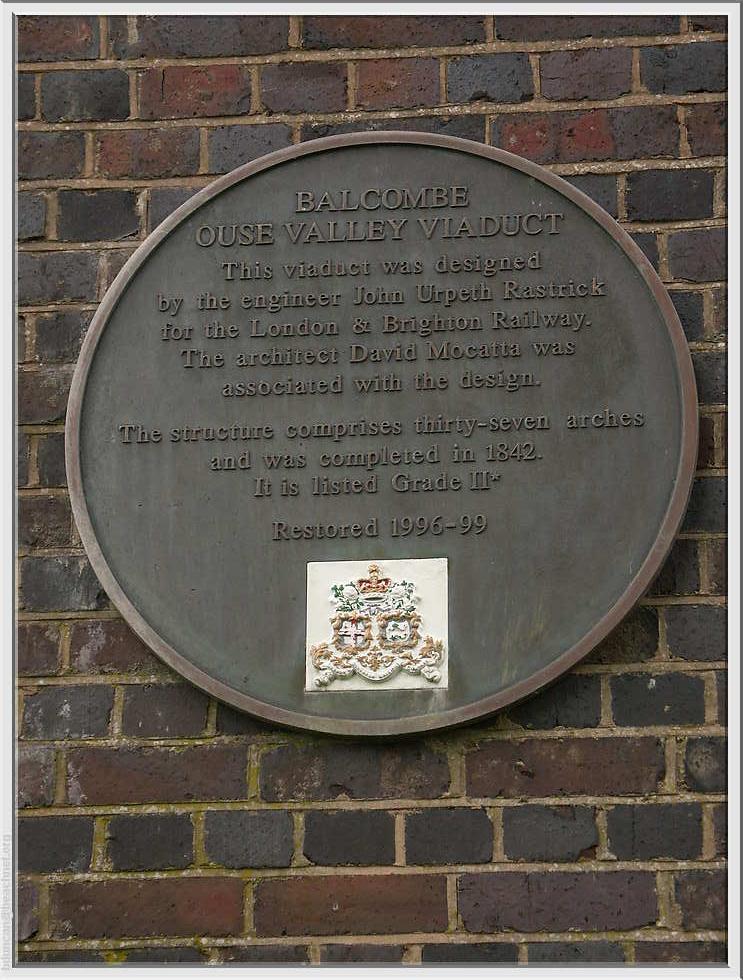 BALCOMBE
OUSE VALLEY VIADUCT
This viaduct was designed
by the engineer John Urpeth Rastrick
for the London & Brighton Railway.
The architect David Mocatta was
associated with the design.
The structure comprises thirty-seven arches
and was completed in 1842.
It is listed Grade II*
Restored 1996-99